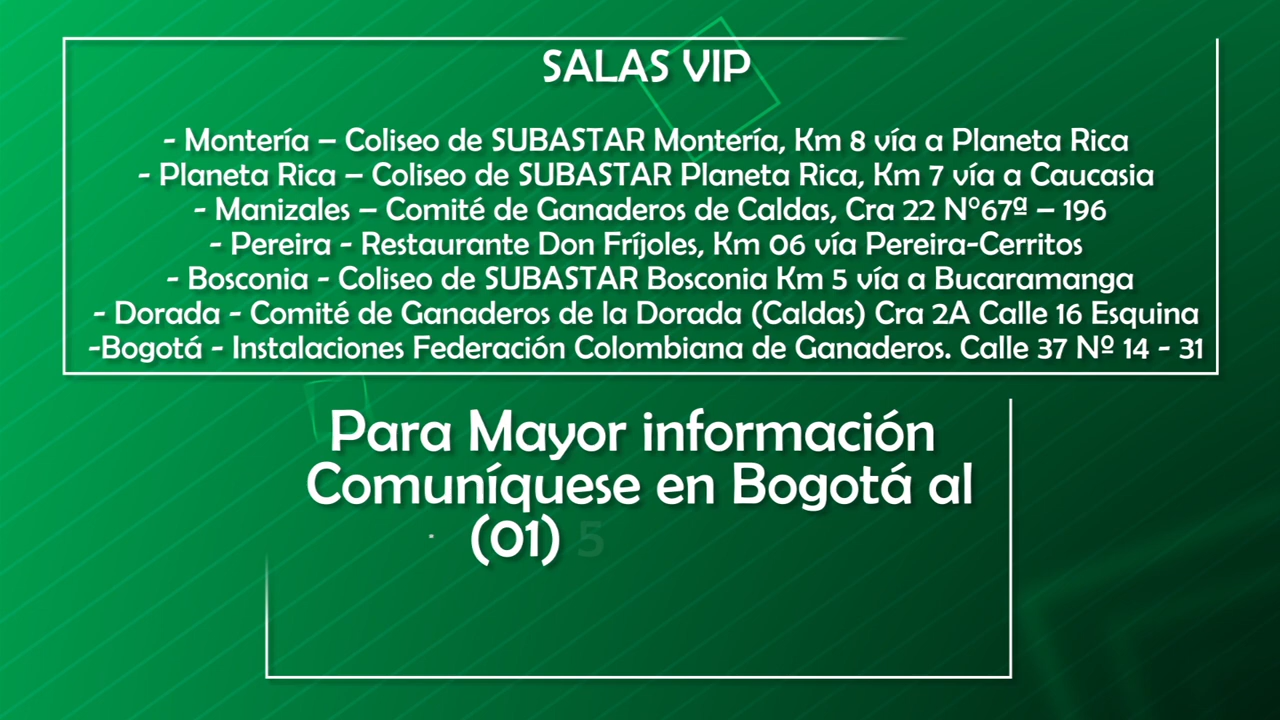 SALAS VIP
- Montería – Coliseo de SUBASTAR Montería, Km 8 vía a Planeta Rica
- Planeta Rica – Coliseo de SUBASTAR Planeta Rica, Km 7 vía a Caucasia
- Manizales – Comité de Ganaderos de Caldas, Cra 22 N°67ª – 196
- Pereira - Restaurante Don Fríjoles, Km 06 vía Pereira-Cerritos
- Bosconia - Coliseo de SUBASTAR Bosconia Km 5 vía a Bucaramanga
- Dorada - Comité de Ganaderos de la Dorada (Caldas) Cra 2A Calle 16 Esquina
-Bogotá - Instalaciones Federación Colombiana de Ganaderos. Calle 37 Nº 14 - 31
Para Mayor información
Comuníquese en Bogotá al
(01) 5